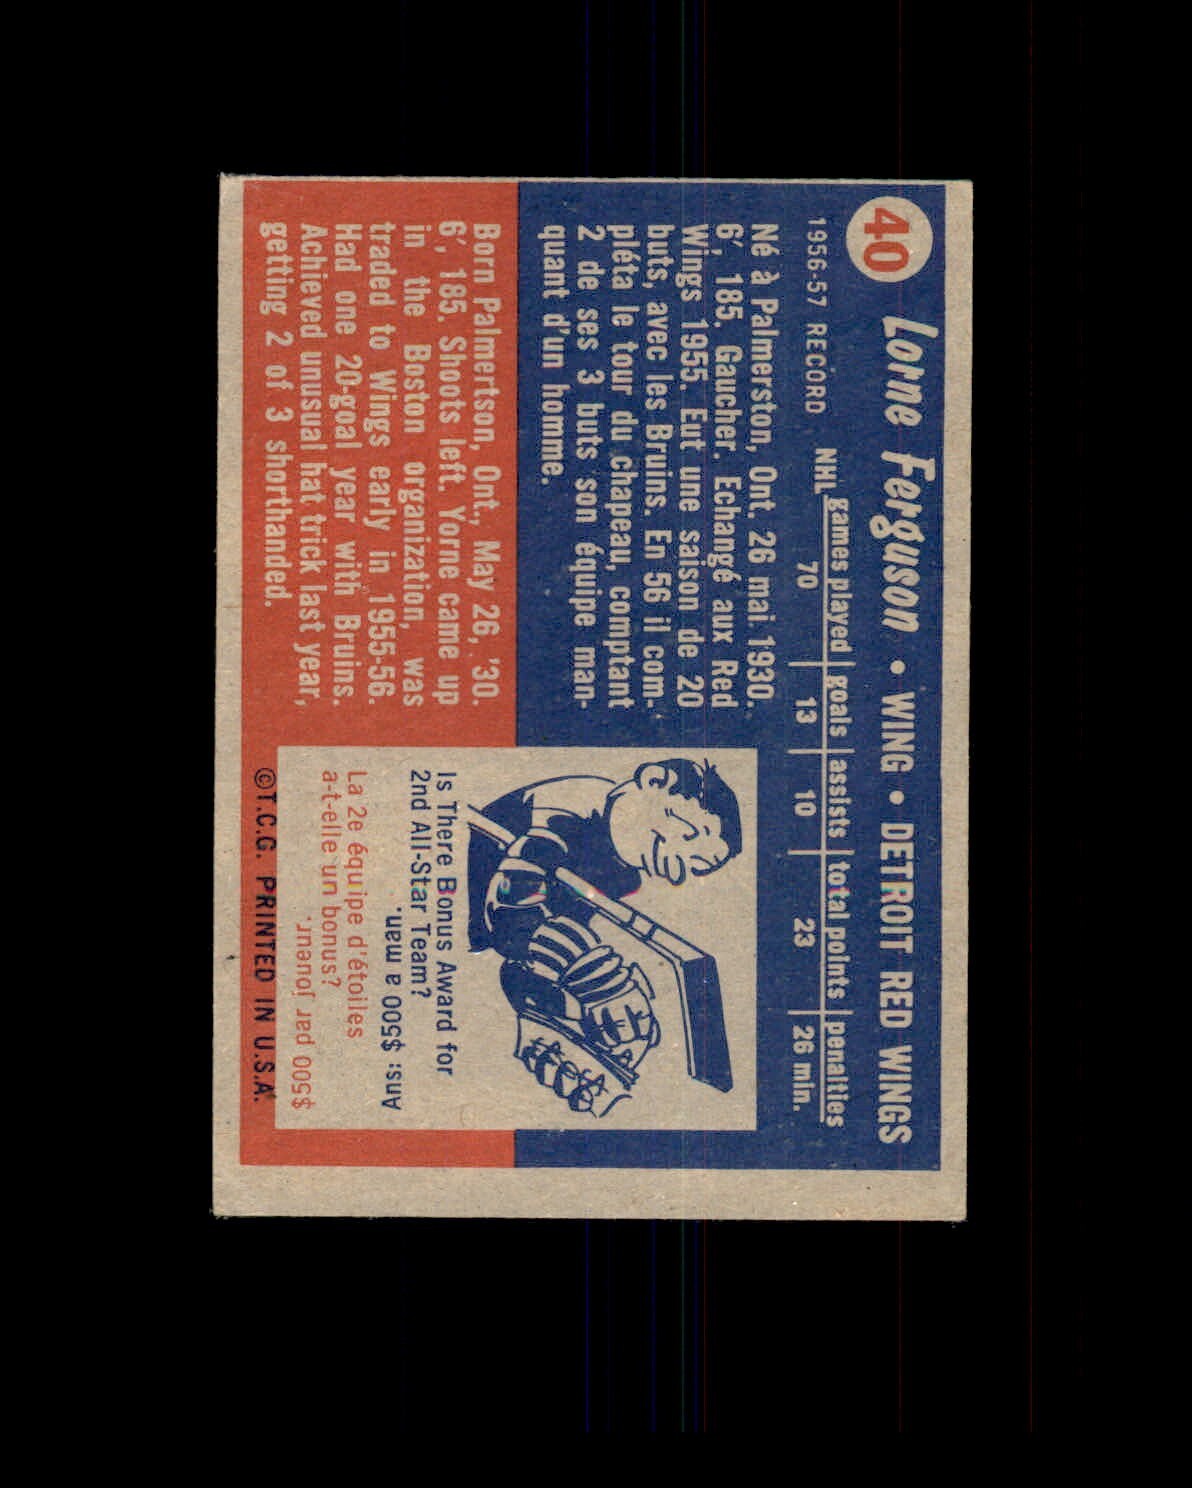 40
Lorne Ferguson • WING • DETROIT RED WINGS
1956-57 RECORD
games played goals assists total points penalties
NHL 70 13 10 23 26 min.
Né à Palmerston, Ont. 26 mai 1930.
6', 185. Gaucher. Echangé aux Red
Wings 1955. Eut une saison de 20
buts, avec les Bruins. En 56 il com-
pléta le tour du chapeau, comptant
2 de ses 3 buts son équipe man-
quant d'un homme.
Born Palmertson, Ont., May 26, '30.
6', 185. Shoots left. Yorne came up
in the Boston organization, was
traded to Wings early in 1955-56.
Had one 20-goal year with Bruins.
Achieved unusual hat trick last year,
getting 2 of 3 shorthanded.
Is There Bonus Award for
2nd All-Star Team?
Ans: $500 a man.
La 2e équipe d'étoiles
a-t-elle un bonus?
$500 par joueur.
©T.C.G. PRINTED IN U.S.A.